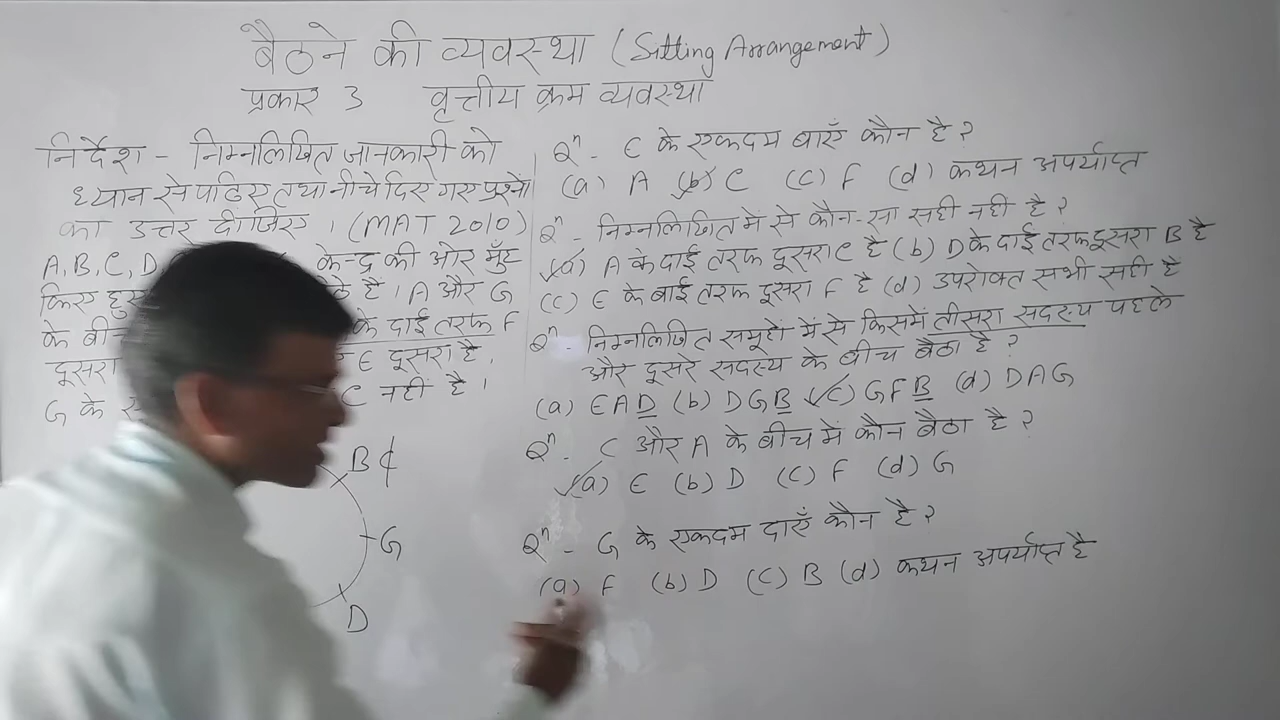 बैठने की व्यवस्था (Sitting Arrangement)
प्रकार 3 वृत्तीय क्रम व्यवस्था
निर्देश - निम्नलिखित जानकारी को
ध्यान से पढिए तथा नीचे दिए गए प्रश्नों
का उत्तर दीजिए । (MAT 2010)
A, B, C, D केन्द्र की ओर मुँह
किए हुए हैं । A और G
के बीच के दाई तरफ F
दूसरा E दूसरा है,
G के C नहीं है ।
B ¢
G
D
Qⁿ - E के एकदम बाएँ कौन है ?
(a) A (b) C (c) F (d) कथन अपर्याप्त
Qⁿ - निम्नलिखित में से कौन-सा सही नही है ?
(a) A के दाई तरफ दूसरा C है (b) D के दाई तरफ दूसरा B है
(c) E के बाई तरफ दूसरा F है (d) उपरोक्त सभी सही है
Qⁿ - निम्नलिखित समूहों में से किसमें तीसरा सदस्य पहले
और दूसरे सदस्य के बीच बैठा है ?
(a) EAD (b) DGB (c) GFB (d) DAG
Qⁿ - C और A के बीच में कौन बैठा है ?
(a) E (b) D (c) F (d) G
Qⁿ - G के एकदम दाएँ कौन है ?
(a) F (b) D (c) B (d) कथन अपर्याप्त है